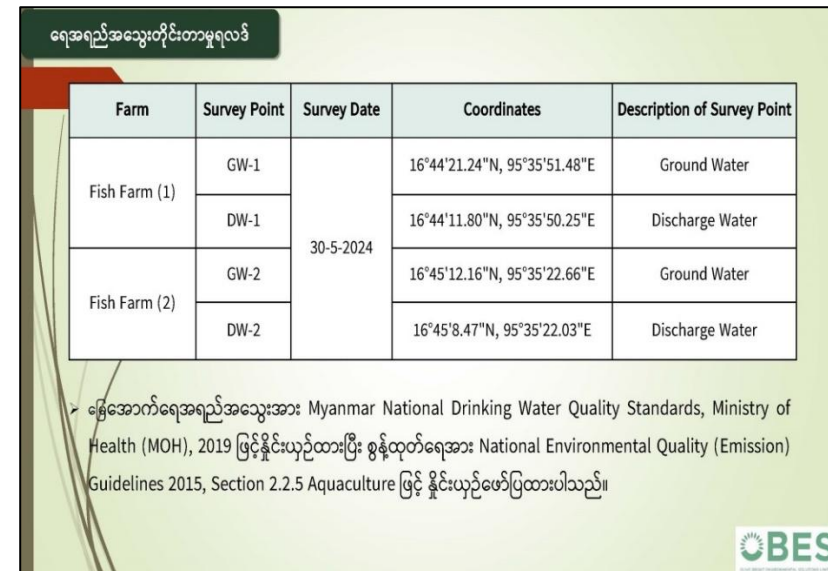 ရေအရည်အသွေးတိုင်းတာမှုရလဒ်
Farm Survey Point Survey Date Coordinates Description of Survey Point
Fish Farm (1) GW-1 30-5-2024 16°44'21.24"N, 95°35'51.48"E Ground Water
DW-1 16°44'11.80"N, 95°35'50.25"E Discharge Water
Fish Farm (2) GW-2 16°45'12.16"N, 95°35'22.66"E Ground Water
DW-2 16°45'8.47"N, 95°35'22.03"E Discharge Water
မြေအောက်ရေအရည်အသွေးအား Myanmar National Drinking Water Quality Standards, Ministry of
Health (MOH), 2019 ဖြင့်နှိုင်းယှဉ်ထားပြီး စွန့်ထုတ်ရေအား National Environmental Quality (Emission)
Guidelines 2015, Section 2.2.5 Aquaculture ဖြင့် နှိုင်းယှဉ်ဖော်ပြထားပါသည်။
BES